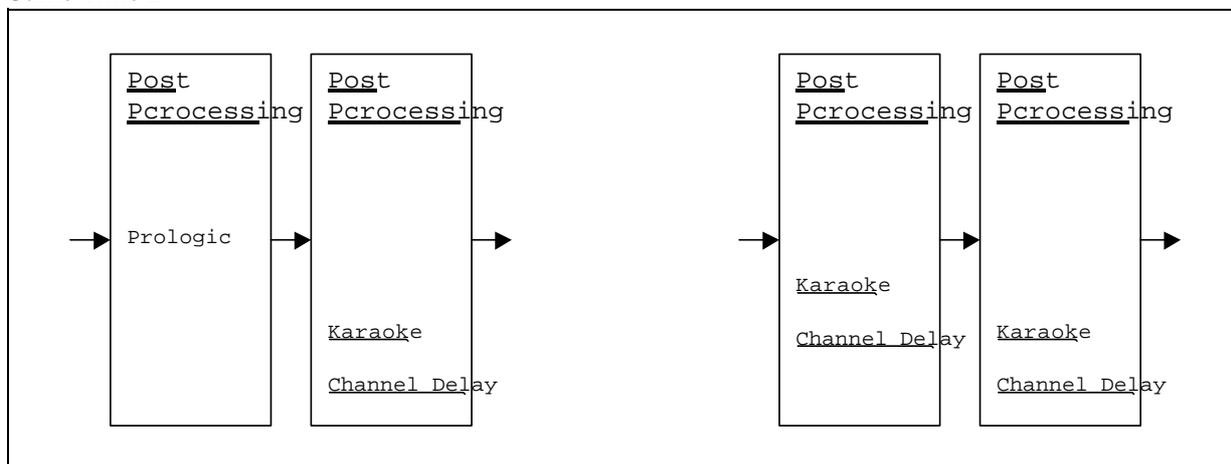 Post
Pcrocessing
Prologic
Post
Pcrocessing
Karaoke
Channel Delay
Post
Pcrocessing
Karaoke
Channel Delay
Post
Pcrocessing
Karaoke
Channel Delay